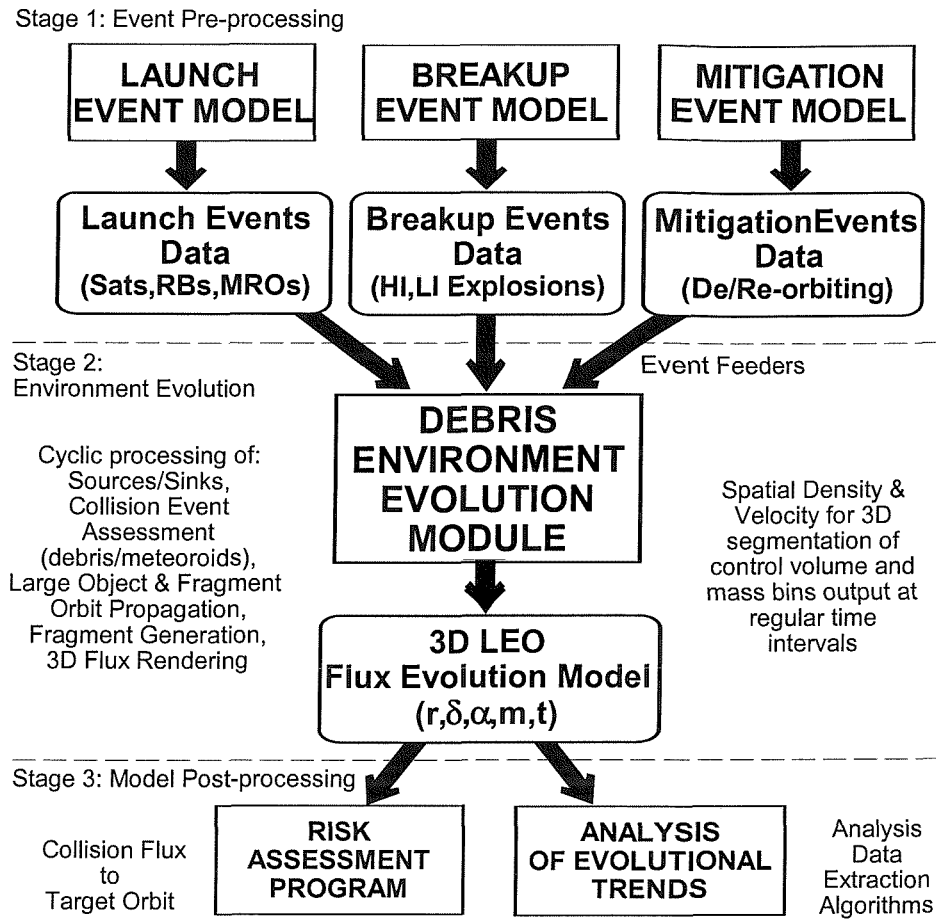 Stage 1: Event Pre-processing
LAUNCH
EVENT MODEL
BREAKUP
EVENT MODEL
MITIGATION
EVENT MODEL
Launch Events
Data
(Sats,RBs,MROs)
Breakup Events
Data
(HI,LI Explosions)
MitigationEvents
Data
(De/Re-orbiting)
Stage 2:
Environment Evolution
Event Feeders
DEBRIS
ENVIRONMENT
EVOLUTION
MODULE
Cyclic processing of:
Sources/Sinks,
Collision Event
Assessment
(debris/meteoroids),
Large Object & Fragment
Orbit Propagation,
Fragment Generation,
3D Flux Rendering
Spatial Density &
Velocity for 3D
segmentation of
control volume and
mass bins output at
regular time
intervals
3D LEO
Flux Evolution Model
(r,δ,α,m,t)
Stage 3: Model Post-processing
Collision Flux
to
Target Orbit
RISK
ASSESSMENT
PROGRAM
ANALYSIS
OF EVOLUTIONAL
TRENDS
Analysis
Data
Extraction
Algorithms